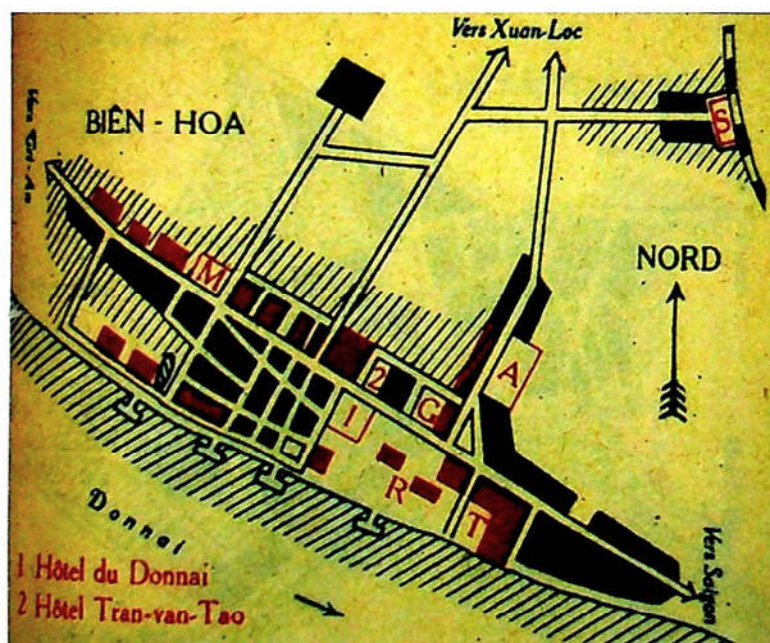 Vers Xuan-Loc
S
BIÊN - HOA
NORD
M
A
2
G
1
R
T
Donnai
Vers Saigon
1 Hôtel du Donnai
2 Hôtel Tran-van-Tao